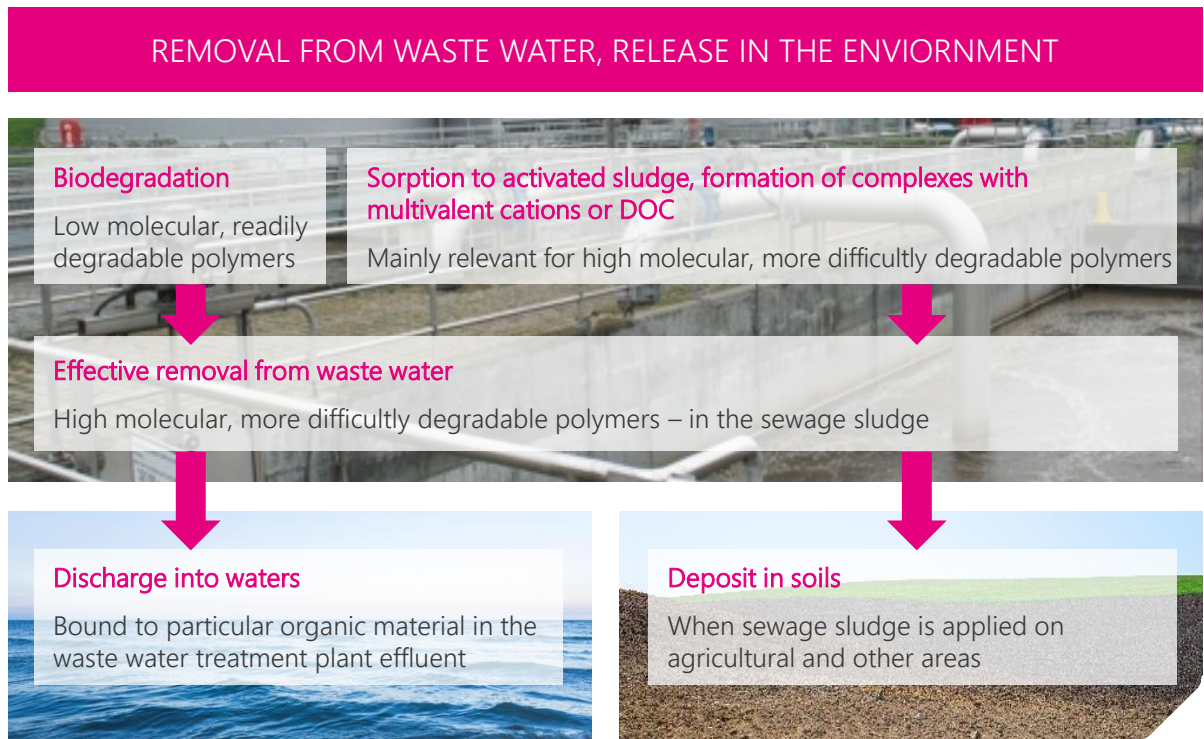 REMOVAL FROM WASTE WATER, RELEASE IN THE ENVIORNMENT
Biodegradation
Low molecular, readily
degradable polymers
Sorption to activated sludge, formation of complexes with
multivalent cations or DOC
Mainly relevant for high molecular, more difficultly degradable polymers
Effective removal from waste water
High molecular, more difficultly degradable polymers – in the sewage sludge
Discharge into waters
Bound to particular organic material in the
waste water treatment plant effluent
Deposit in soils
When sewage sludge is applied on
agricultural and other areas